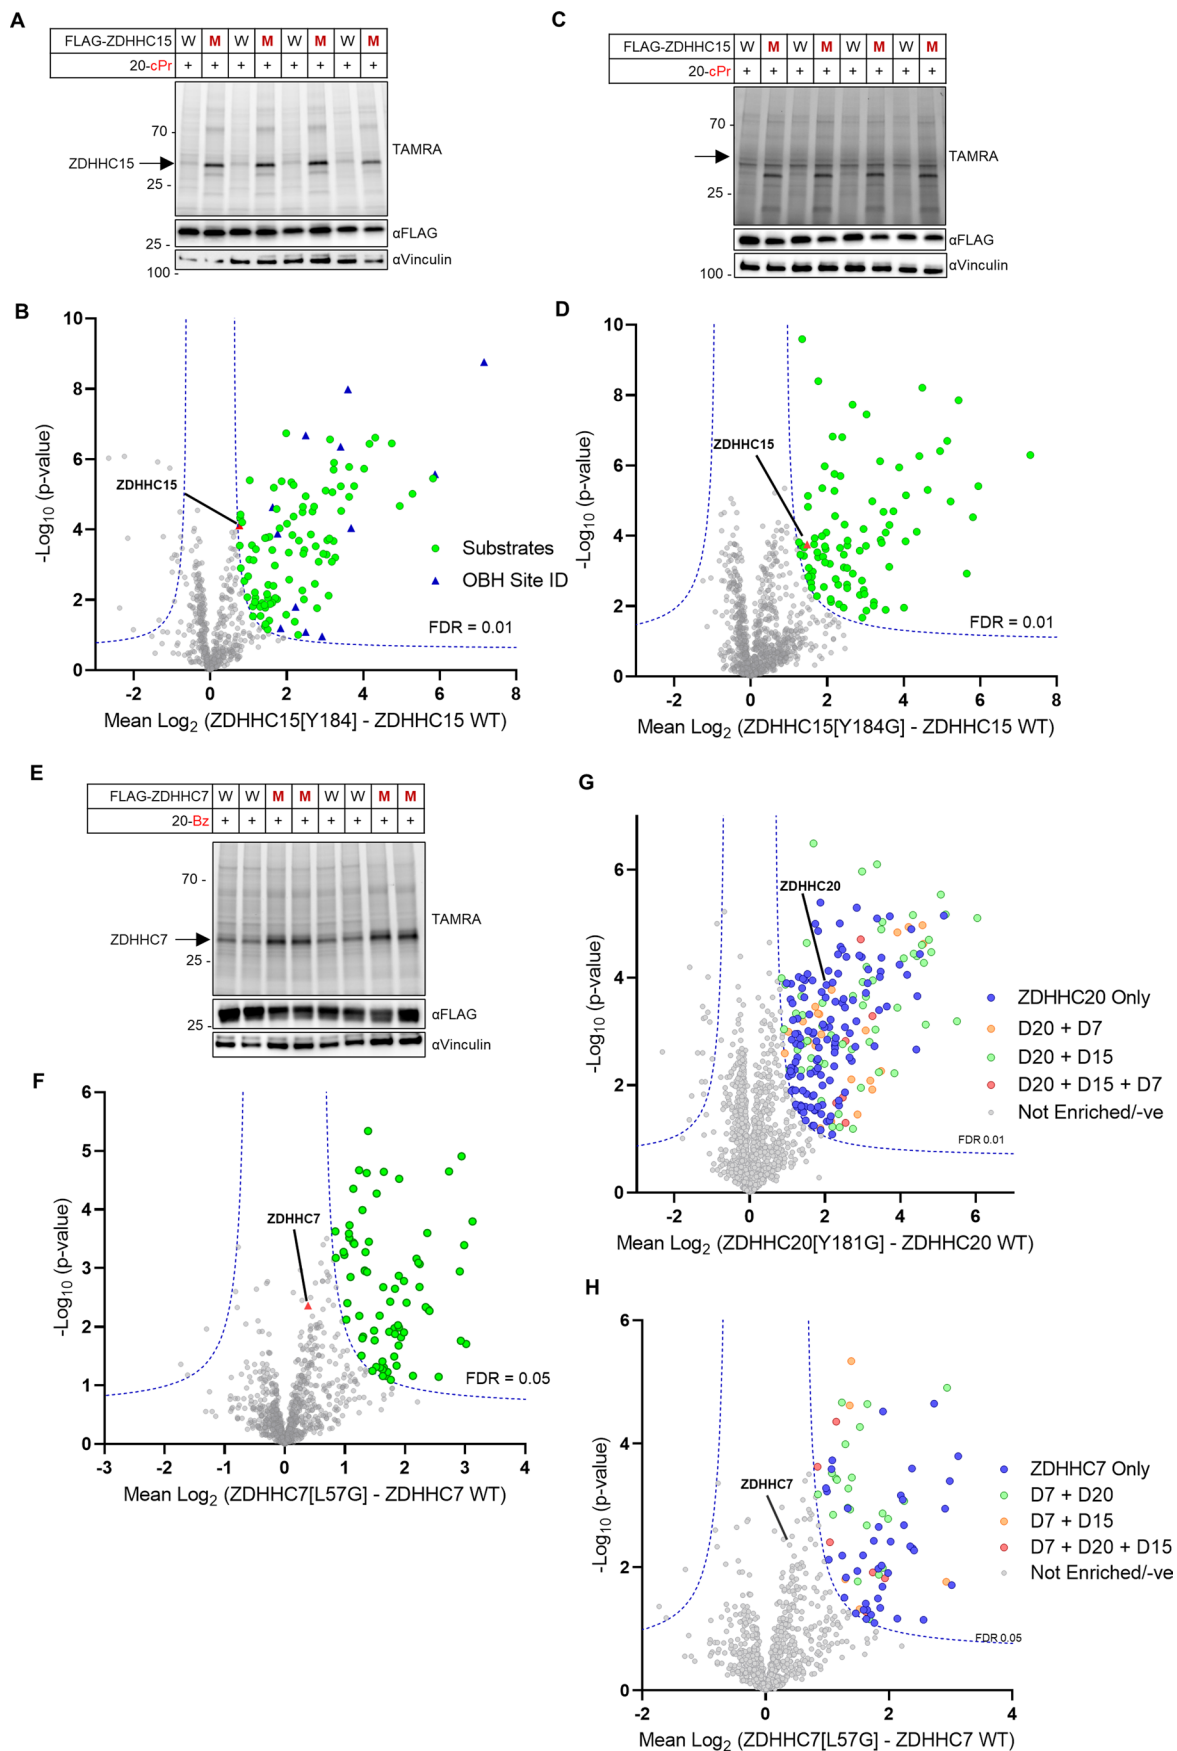 A
FLAG-ZDHHC15 W M W M W M W M
20-cPr + + + + + + + +
70 -
ZDHHC15
25 -
TAMRA
αFLAG
25 -
αVinculin
100 -
B
10
8
6
4
2
0
-Log10 (p-value)
ZDHHC15
Substrates
OBH Site ID
FDR = 0.01
-2 0 2 4 6 8
Mean Log2 (ZDHHC15[Y184] - ZDHHC15 WT)
C
FLAG-ZDHHC15 W M W M W M W M
20-cPr + + + + + + + +
70 -
TAMRA
25 -
αFLAG
αVinculin
100 -
D
10
8
6
4
2
0
-Log10 (p-value)
ZDHHC15
FDR = 0.01
-2 0 2 4 6 8
Mean Log2 (ZDHHC15[Y184G] - ZDHHC15 WT)
E
FLAG-ZDHHC7 W W M M W W M M
20-Bz + + + + + + + +
70 -
TAMRA
ZDHHC7
25 -
αFLAG
25 -
αVinculin
F
6
5
4
3
2
1
0
-Log10 (p-value)
ZDHHC7
FDR = 0.05
-3 -2 -1 0 1 2 3 4
Mean Log2 (ZDHHC7[L57G] - ZDHHC7 WT)
G
6
4
2
0
-Log10 (p-value)
ZDHHC20
ZDHHC20 Only
D20 + D7
D20 + D15
D20 + D15 + D7
Not Enriched/-ve
FDR 0.01
-2 0 2 4 6
Mean Log2 (ZDHHC20[Y181G] - ZDHHC20 WT)
H
6
4
2
0
-Log10 (p-value)
ZDHHC7
ZDHHC7 Only
D7 + D20
D7 + D15
D7 + D20 + D15
Not Enriched/-ve
FDR 0.05
-2 0 2 4
Mean Log2 (ZDHHC7[L57G] - ZDHHC7 WT)